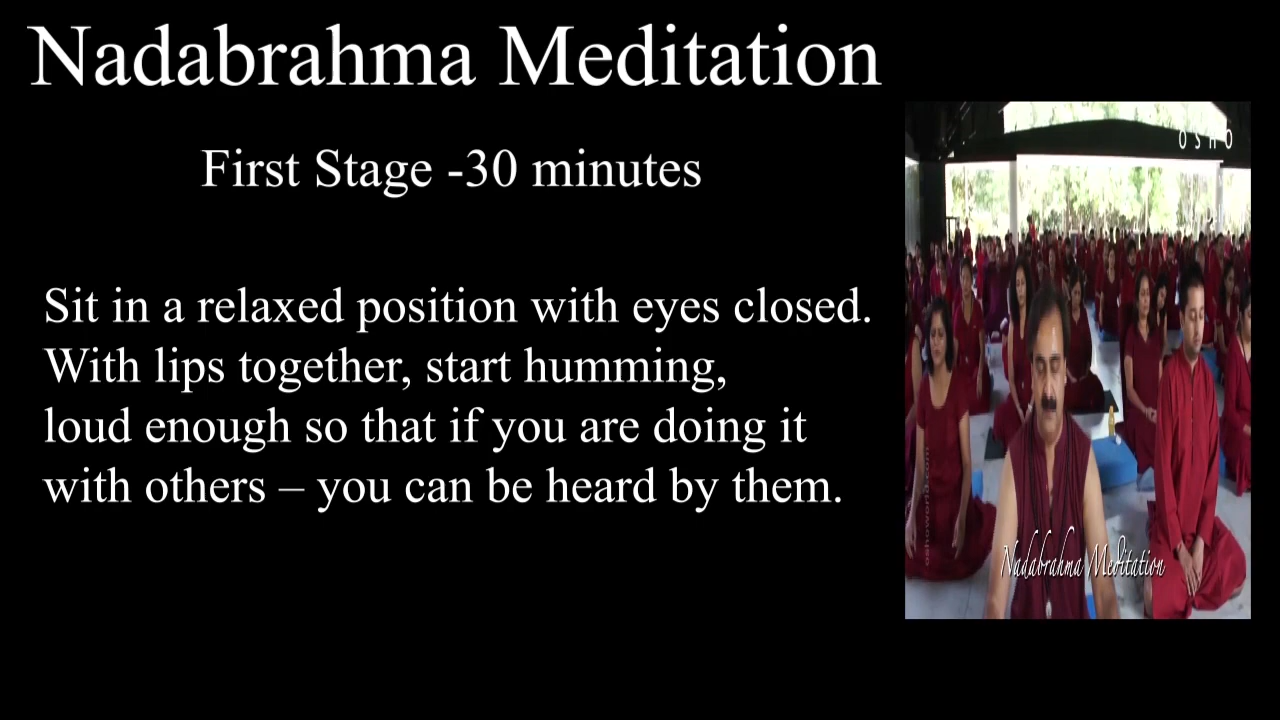 Nadabrahma Meditation
First Stage -30 minutes
Sit in a relaxed position with eyes closed.
With lips together, start humming,
loud enough so that if you are doing it
with others – you can be heard by them.
OSHO
oshoworld.com
Nadabrahma Meditation